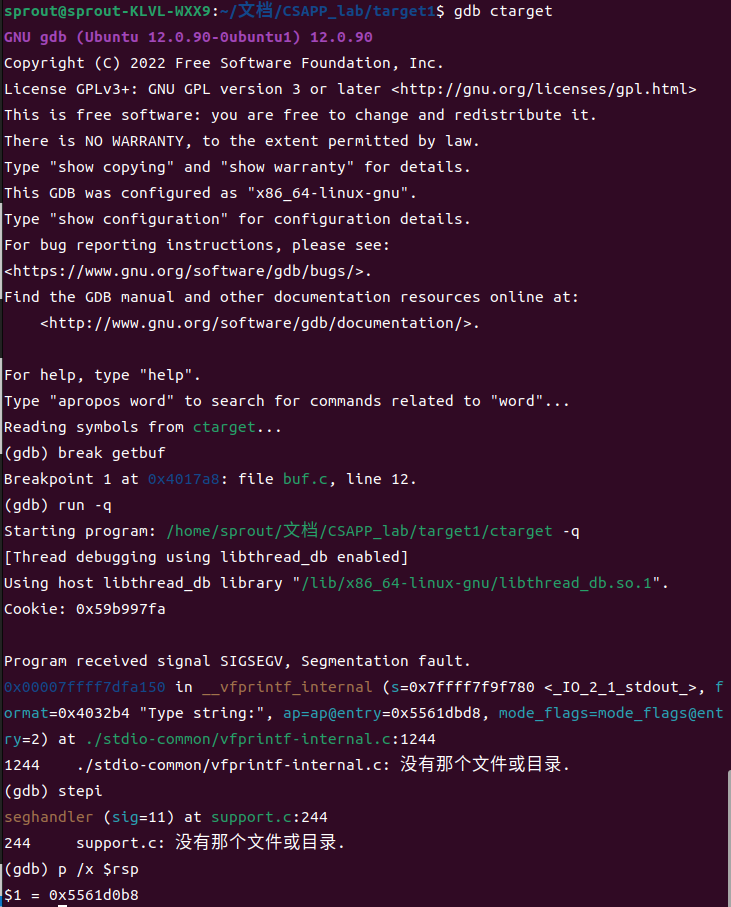 sprout@sprout-KLVL-WXX9:~/文档/CSAPP_lab/target1$ gdb ctarget
GNU gdb (Ubuntu 12.0.90-0ubuntu1) 12.0.90
Copyright (C) 2022 Free Software Foundation, Inc.
License GPLv3+: GNU GPL version 3 or later <http://gnu.org/licenses/gpl.html>
This is free software: you are free to change and redistribute it.
There is NO WARRANTY, to the extent permitted by law.
Type "show copying" and "show warranty" for details.
This GDB was configured as "x86_64-linux-gnu".
Type "show configuration" for configuration details.
For bug reporting instructions, please see:
<https://www.gnu.org/software/gdb/bugs/>.
Find the GDB manual and other documentation resources online at:
    <http://www.gnu.org/software/gdb/documentation/>.

For help, type "help".
Type "apropos word" to search for commands related to "word"...
Reading symbols from ctarget...
(gdb) break getbuf
Breakpoint 1 at 0x4017a8: file buf.c, line 12.
(gdb) run -q
Starting program: /home/sprout/文档/CSAPP_lab/target1/ctarget -q
[Thread debugging using libthread_db enabled]
Using host libthread_db library "/lib/x86_64-linux-gnu/libthread_db.so.1".
Cookie: 0x59b997fa

Program received signal SIGSEGV, Segmentation fault.
0x00007ffff7dfa150 in __vfprintf_internal (s=0x7ffff7f9f780 <_IO_2_1_stdout_>, f
ormat=0x4032b4 "Type string:", ap=ap@entry=0x5561dbd8, mode_flags=mode_flags@ent
ry=2) at ./stdio-common/vfprintf-internal.c:1244
1244    ./stdio-common/vfprintf-internal.c: 没有那个文件或目录.
(gdb) stepi
seghandler (sig=11) at support.c:244
244     support.c: 没有那个文件或目录.
(gdb) p /x $rsp
$1 = 0x5561d0b8